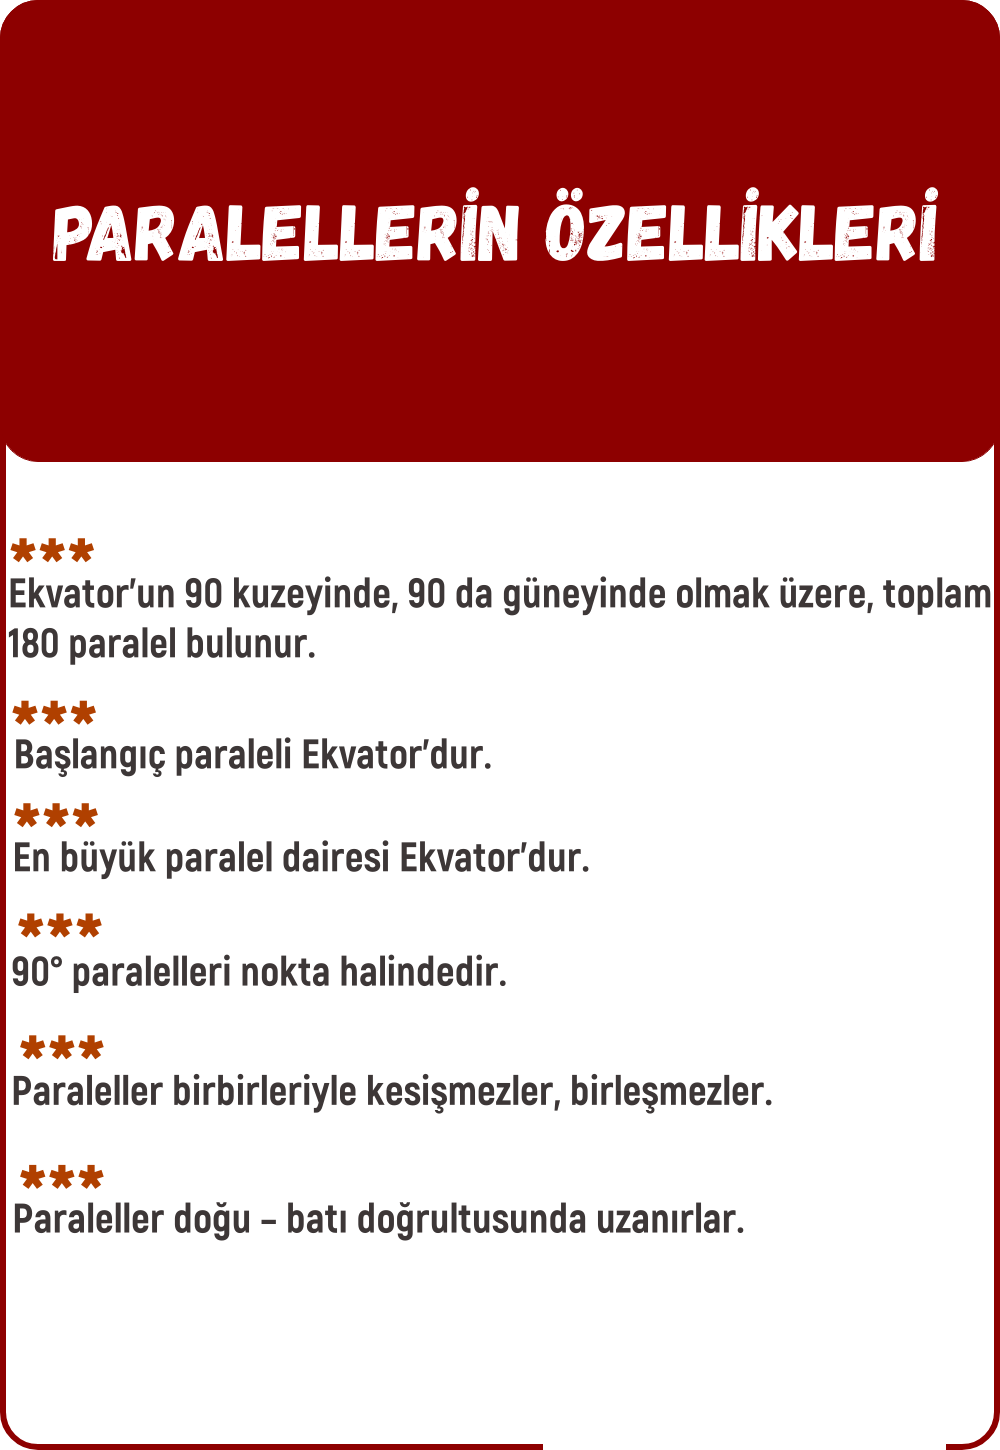 PARALELLERİN ÖZELLİKLERİ
***
Ekvator’un 90 kuzeyinde, 90 da güneyinde olmak üzere, toplam
180 paralel bulunur.
***
Başlangıç paraleli Ekvator’dur.
***
En büyük paralel dairesi Ekvator’dur.
***
90° paralelleri nokta halindedir.
***
Paraleller birbirleriyle kesişmezler, birleşmezler.
***
Paraleller doğu – batı doğrultusunda uzanırlar.